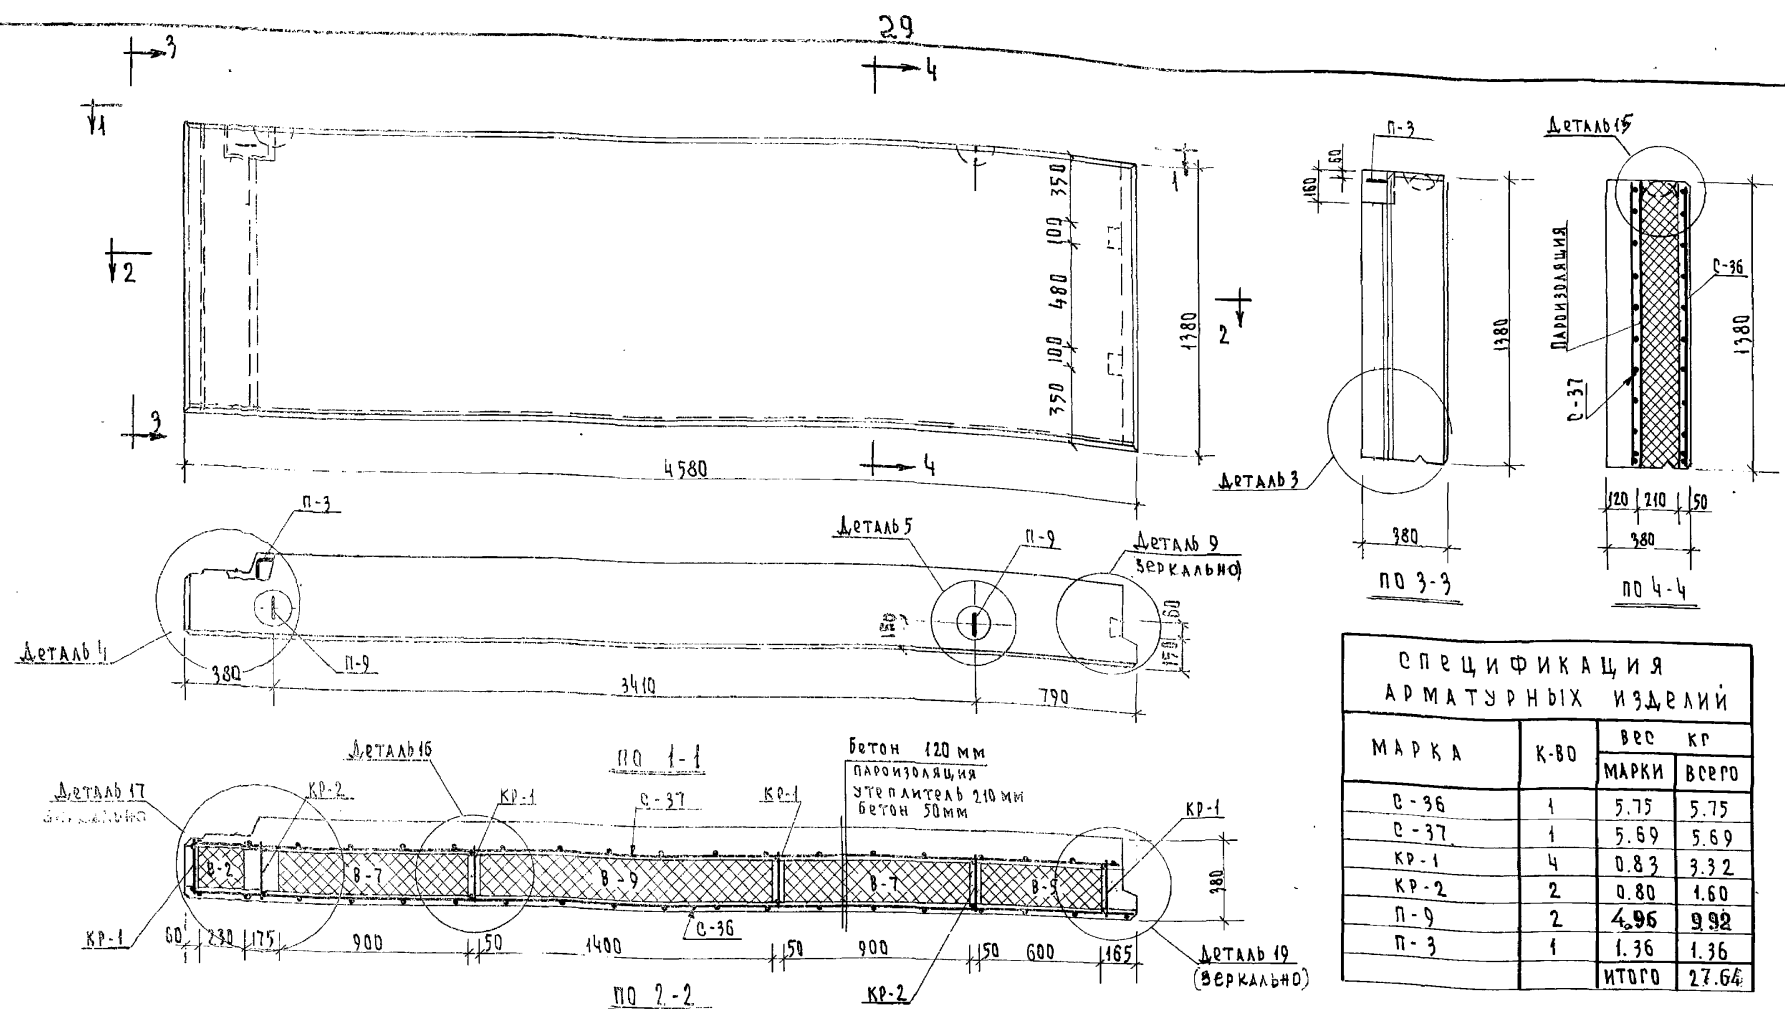 29
3
4
1
350
100
480
100
350
1380
1
2
2
3
4
4580
П-3
60
160
1380
Деталь 3
380
ПО 3-3
Деталь 15
Пароизоляция
С-36
С-37
1380
120 210 50
380
ПО 4-4
П-3
Деталь 5
П-9
Деталь 9
(зеркально)
Деталь 4
П-9
160
150
380
3410
790
ПО 1-1
Деталь 17
зеркально
КР-2
Деталь 16
КР-1
С-37
КР-1
Бетон 120 мм
пароизоляция
утеплитель 210 мм
бетон 50мм
КР-1
В-2
В-7
В-9
В-7
380
КР-1
С-36
60 230 175 900 50 1400 50 900 50 600 165
КР-2
Деталь 19
(зеркально)
ПО 2-2
СПЕЦИФИКАЦИЯ
АРМАТУРНЫХ ИЗДЕЛИЙ
МАРКА К-ВО ВЕС КГ
МАРКИ ВСЕГО
С-36 1 5.75 5.75
С-37 1 5.69 5.69
КР-1 4 0.83 3.32
КР-2 2 0.80 1.60
П-9 2 4.96 9.92
П-3 1 1.36 1.36
ИТОГО 27.64